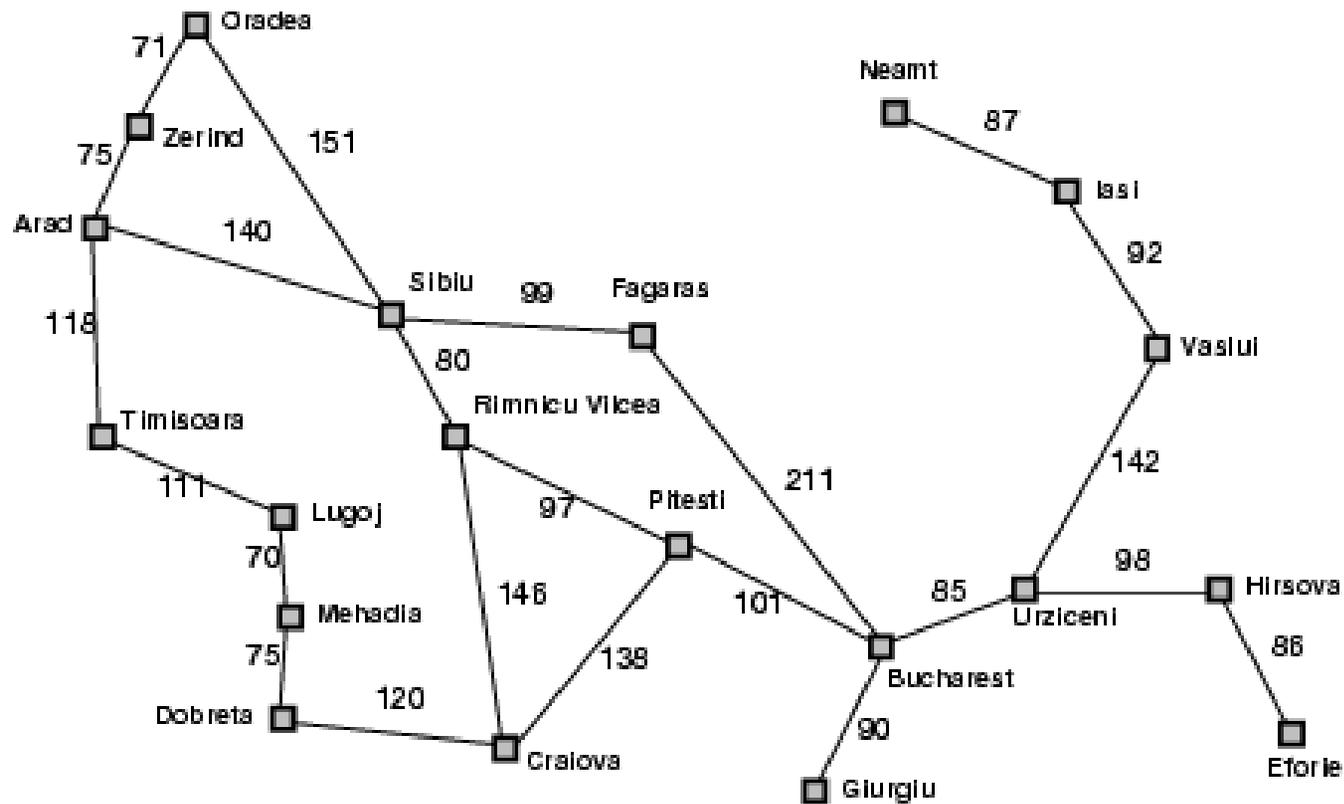 Oradea
71
Neamt
87
Zerind
151
75
Iasi
Arad
140
92
Sibiu
99
Fagaras
118
80
Vaslui
Timisoara
Rimnicu Vilcea
142
111
211
Lugoj
97
Pitesti
70
98
Hirsova
146
101
85
Mehadia
Urziceni
75
138
86
Bucharest
Dobreta
120
90
Craiova
Eforie
Giurgiu